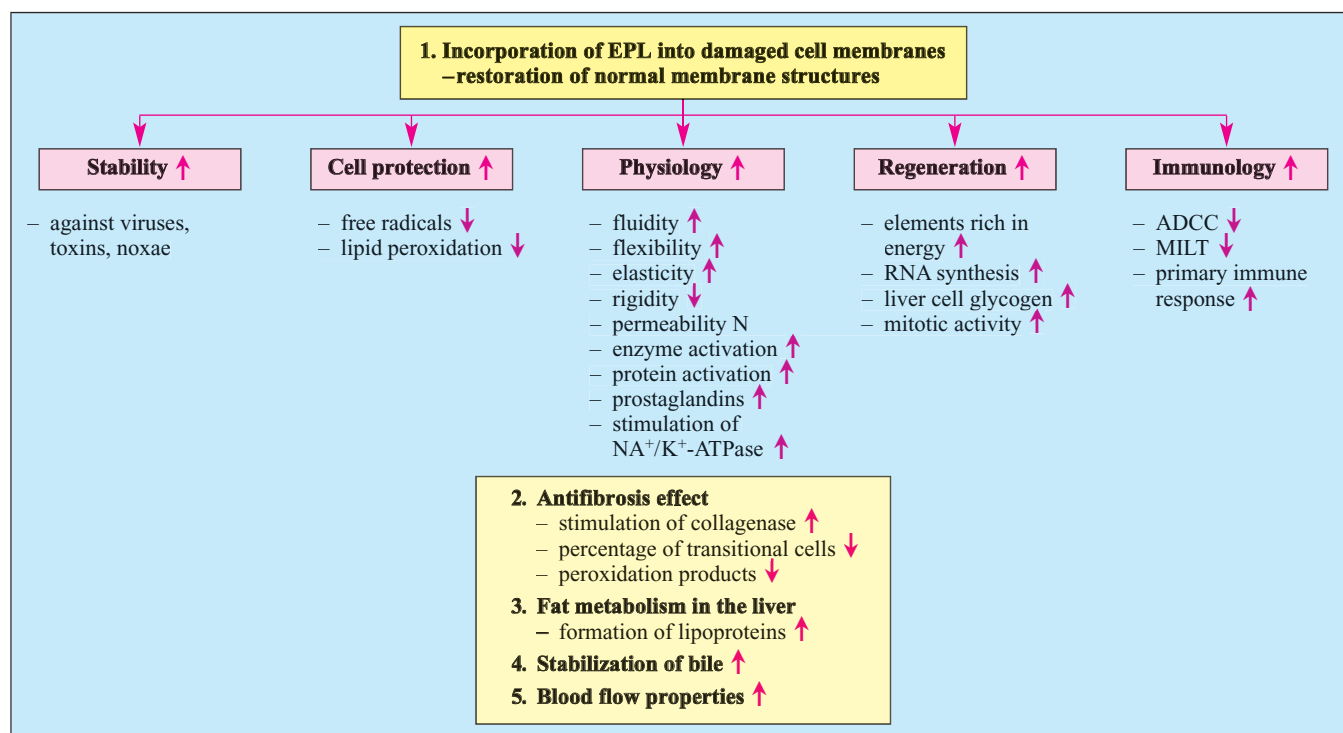 1. Incorporation of EPL into damaged cell membranes
–restoration of normal membrane structures
Stability ↑
– against viruses,
toxins, noxae
Cell protection ↑
– free radicals ↓
– lipid peroxidation ↓
Physiology ↑
– fluidity ↑
– flexibility ↑
– elasticity ↑
– rigidity ↓
– permeability N
– enzyme activation ↑
– protein activation ↑
– prostaglandins ↑
– stimulation of
NA⁺/K⁺-ATPase ↑
Regeneration ↑
– elements rich in
energy ↑
– RNA synthesis ↑
– liver cell glycogen ↑
– mitotic activity ↑
Immunology ↑
– ADCC ↓
– MILT ↓
– primary immune
response ↑
2. Antifibrosis effect
– stimulation of collagenase ↑
– percentage of transitional cells ↓
– peroxidation products ↓
3. Fat metabolism in the liver
– formation of lipoproteins ↑
4. Stabilization of bile ↑
5. Blood flow properties ↑